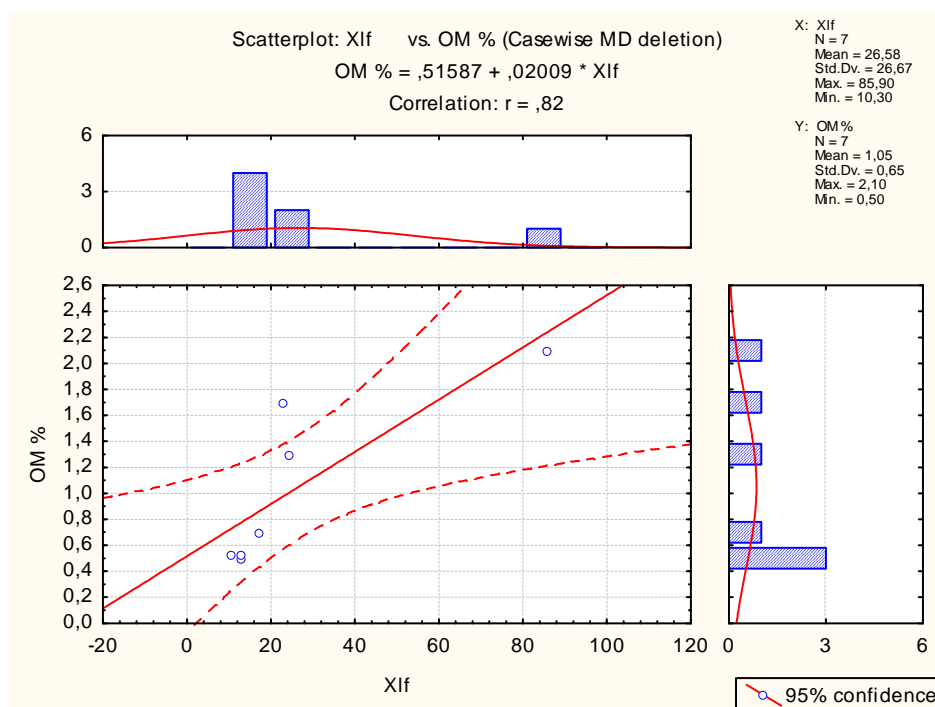 Scatterplot: Xlf vs. OM % (Casewise MD deletion)
OM % = ,51587 + ,02009 * Xlf
Correlation: r = ,82
X: Xlf
N = 7
Mean = 26,58
Std.Dv. = 26,67
Max. = 85,90
Min. = 10,30
Y: OM%
N = 7
Mean = 1,05
Std.Dv. = 0,65
Max. = 2,10
Min. = 0,50
6
3
0
2,6
2,4
2,2
2,0
1,8
1,6
1,4
1,2
1,0
0,8
0,6
0,4
0,2
0,0
OM %
-20 0 20 40 60 80 100 120
Xlf
0 3 6
95% confidence